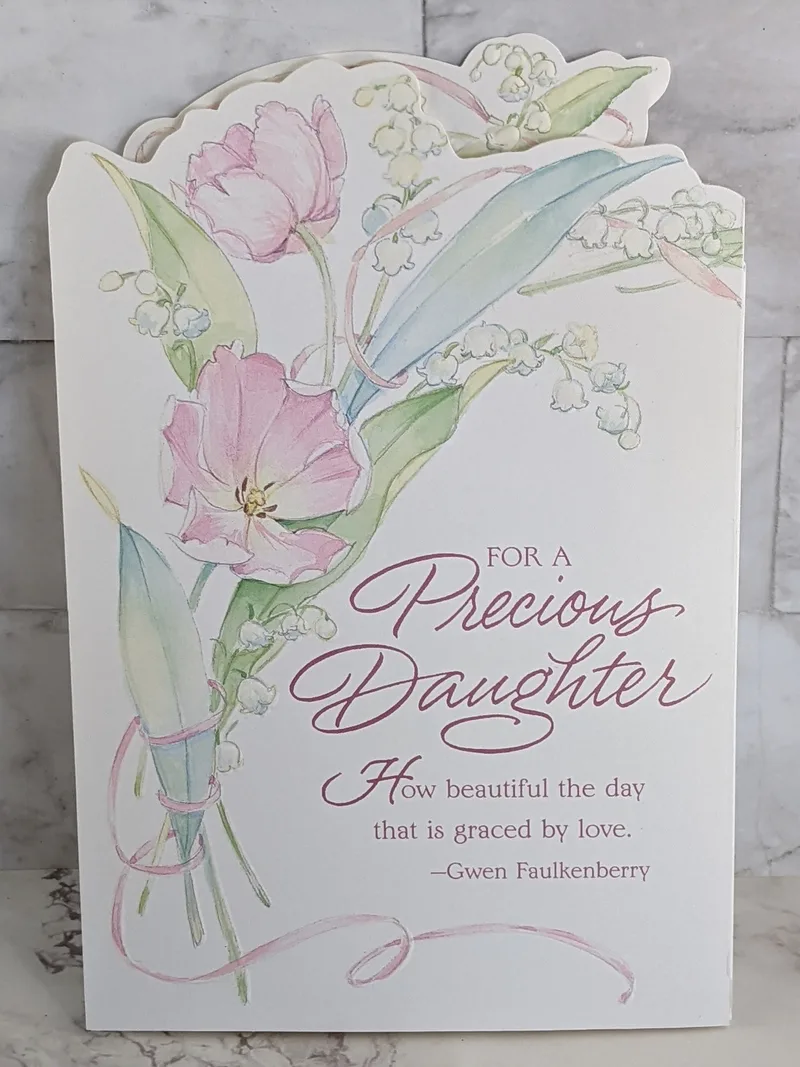 FOR A
Precious
Daughter
How beautiful the day
that is graced by love.
—Gwen Faulkenberry